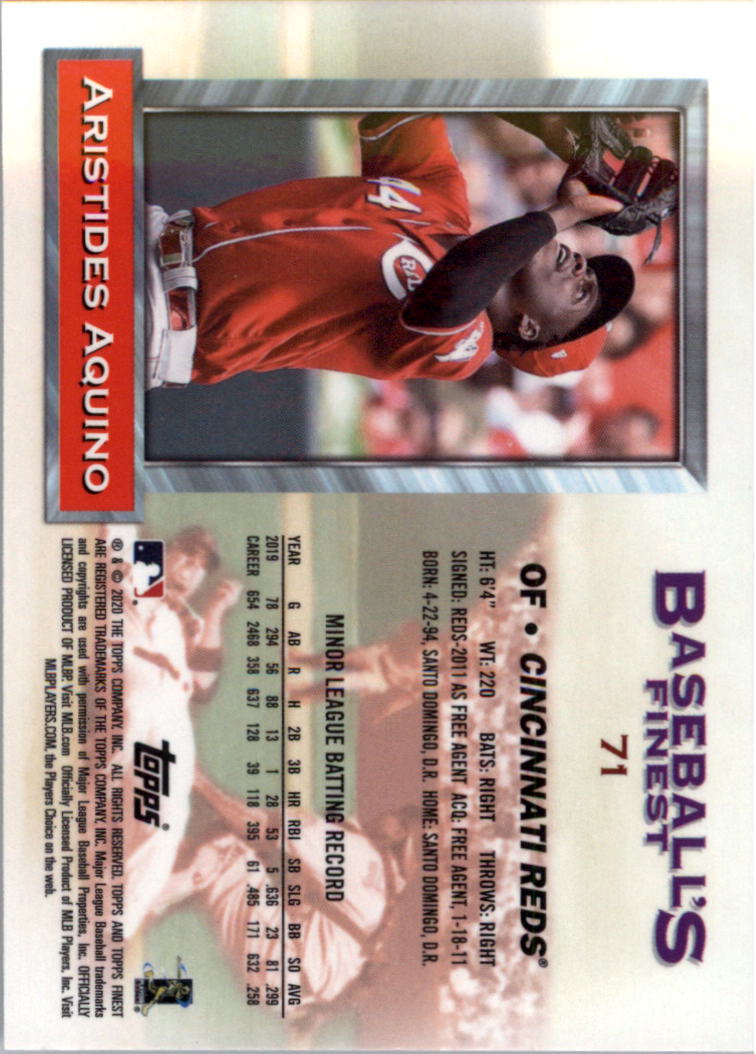 BASEBALL'S
FINEST
71
ARISTIDES AQUINO
44
REDS
OF • CINCINNATI REDS®
HT: 6'4" WT: 220 BATS: RIGHT THROWS: RIGHT
SIGNED: REDS-2011 AS FREE AGENT ACQ: FREE AGENT, 1-18-11
BORN: 4-22-94, SANTO DOMINGO, D.R. HOME: SANTO DOMINGO, D.R.
MINOR LEAGUE BATTING RECORD
YEAR G AB R H 2B 3B HR RBI SB SLG BB SO AVG
2019 78 294 56 88 13 1 28 53 5 .636 23 81 .299
CAREER 654 2468 358 637 128 39 118 395 61 .485 171 632 .258
topps®
® & © 2020 THE TOPPS COMPANY, INC. ALL RIGHTS RESERVED. TOPPS AND TOPPS FINEST
ARE REGISTERED TRADEMARKS OF THE TOPPS COMPANY, INC. Major League Baseball trademarks
and copyrights are used with permission of Major League Baseball Properties, Inc. OFFICIALLY
LICENSED PRODUCT OF MLBP. Visit MLB.com Officially Licensed Product of MLB Players, Inc. Visit
MLBPLAYERS.COM, the Players Choice on the web.